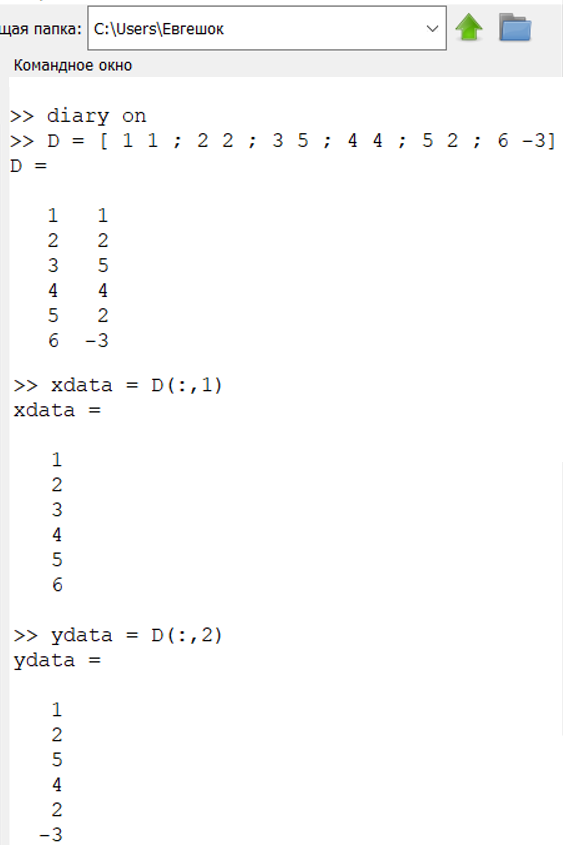 щая папка: C:\Users\Евгешок
Командное окно
>> diary on
>> D = [ 1 1 ; 2 2 ; 3 5 ; 4 4 ; 5 2 ; 6 -3]
D =
1 1
2 2
3 5
4 4
5 2
6 -3
>> xdata = D(:,1)
xdata =
1
2
3
4
5
6
>> ydata = D(:,2)
ydata =
1
2
5
4
2
-3